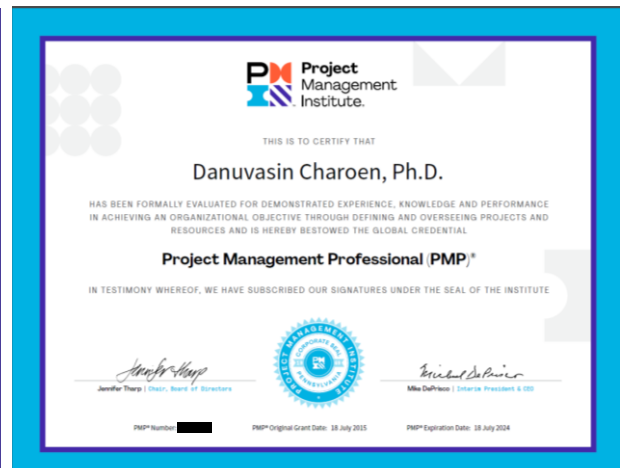 Project
Management
Institute.
THIS IS TO CERTIFY THAT
Danuvasin Charoen, Ph.D.
HAS BEEN FORMALLY EVALUATED FOR DEMONSTRATED EXPERIENCE, KNOWLEDGE AND PERFORMANCE
IN ACHIEVING AN ORGANIZATIONAL OBJECTIVE THROUGH DEFINING AND OVERSEEING PROJECTS AND
RESOURCES AND IS HEREBY BESTOWED THE GLOBAL CREDENTIAL
Project Management Professional (PMP)®
IN TESTIMONY WHEREOF, WE HAVE SUBSCRIBED OUR SIGNATURES UNDER THE SEAL OF THE INSTITUTE
PROJECT MANAGEMENT INSTITUTE
CORPORATE SEAL
PENNSYLVANIA
Jennifer Tharp
Michael DePrisco
Jennifer Tharp | Chair, Board of Directors
Mike DePrisco | Interim President & CEO
PMP® Number:
PMP® Original Grant Date: 18 July 2015
PMP® Expiration Date: 18 July 2024